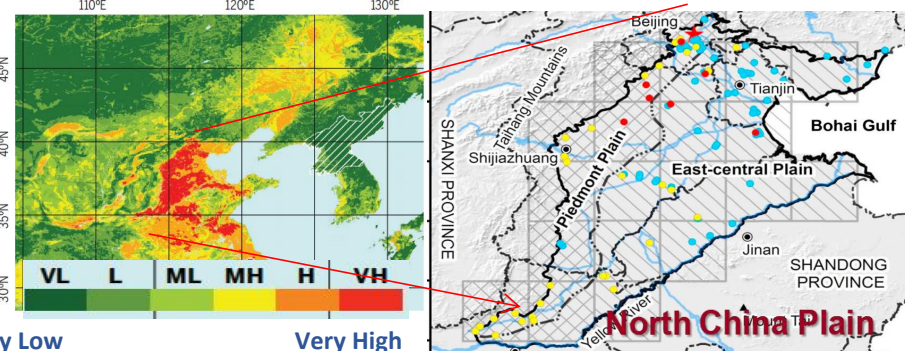 110°E 120°E 130°E
45°N
40°N
35°N
30°N
VL L ML MH H VH
y Low Very High
Beijing
Taihang Mountains
Tianjin
SHANXI PROVINCE
Bohai Gulf
Shijiazhuang
Piedmont Plain
East-central Plain
Jinan
SHANDONG
PROVINCE
Yellow River
North China Plain